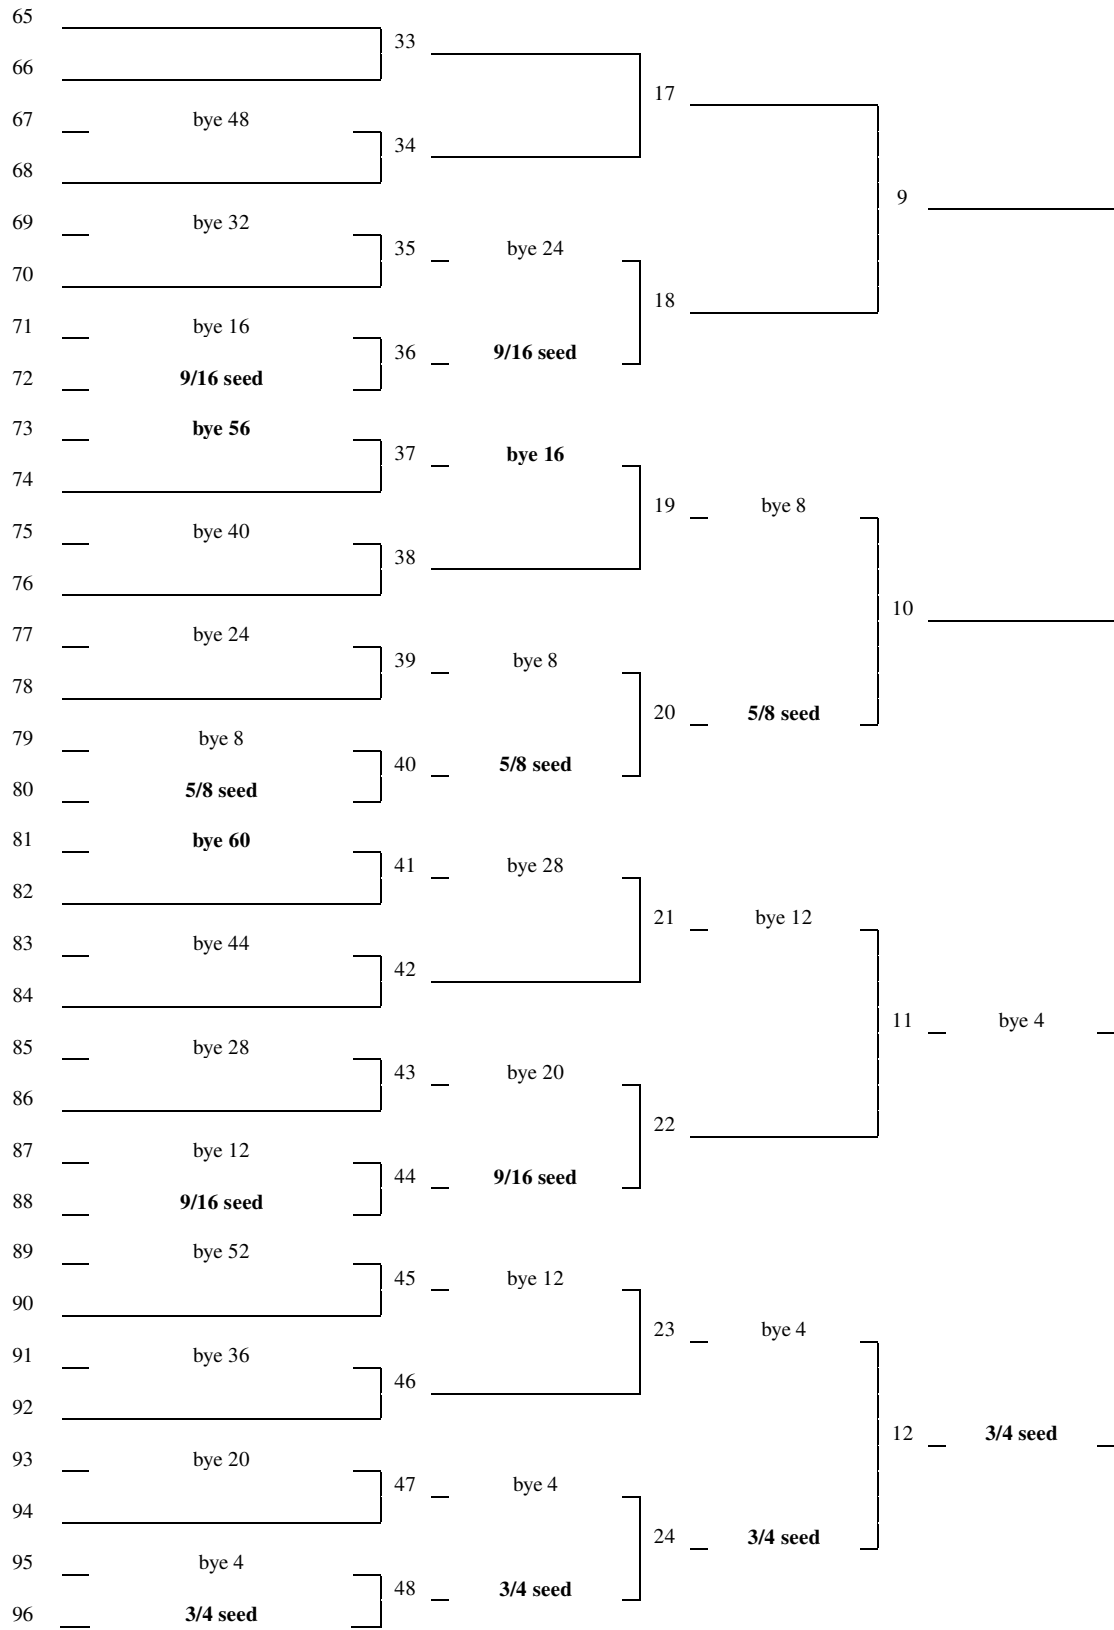 65
33
66
17
67 bye 48
34
68
9
69 bye 32
35 bye 24
70
18
71 bye 16
36 9/16 seed
72 9/16 seed
73 bye 56
37 bye 16
74
19 bye 8
75 bye 40
38
76
10
77 bye 24
39 bye 8
78
20 5/8 seed
79 bye 8
40 5/8 seed
80 5/8 seed
81 bye 60
41 bye 28
82
21 bye 12
83 bye 44
42
84
11 bye 4
85 bye 28
43 bye 20
86
22
87 bye 12
44 9/16 seed
88 9/16 seed
89 bye 52
45 bye 12
90
23 bye 4
91 bye 36
46
92
12 3/4 seed
93 bye 20
47 bye 4
94
24 3/4 seed
95 bye 4
48 3/4 seed
96 3/4 seed